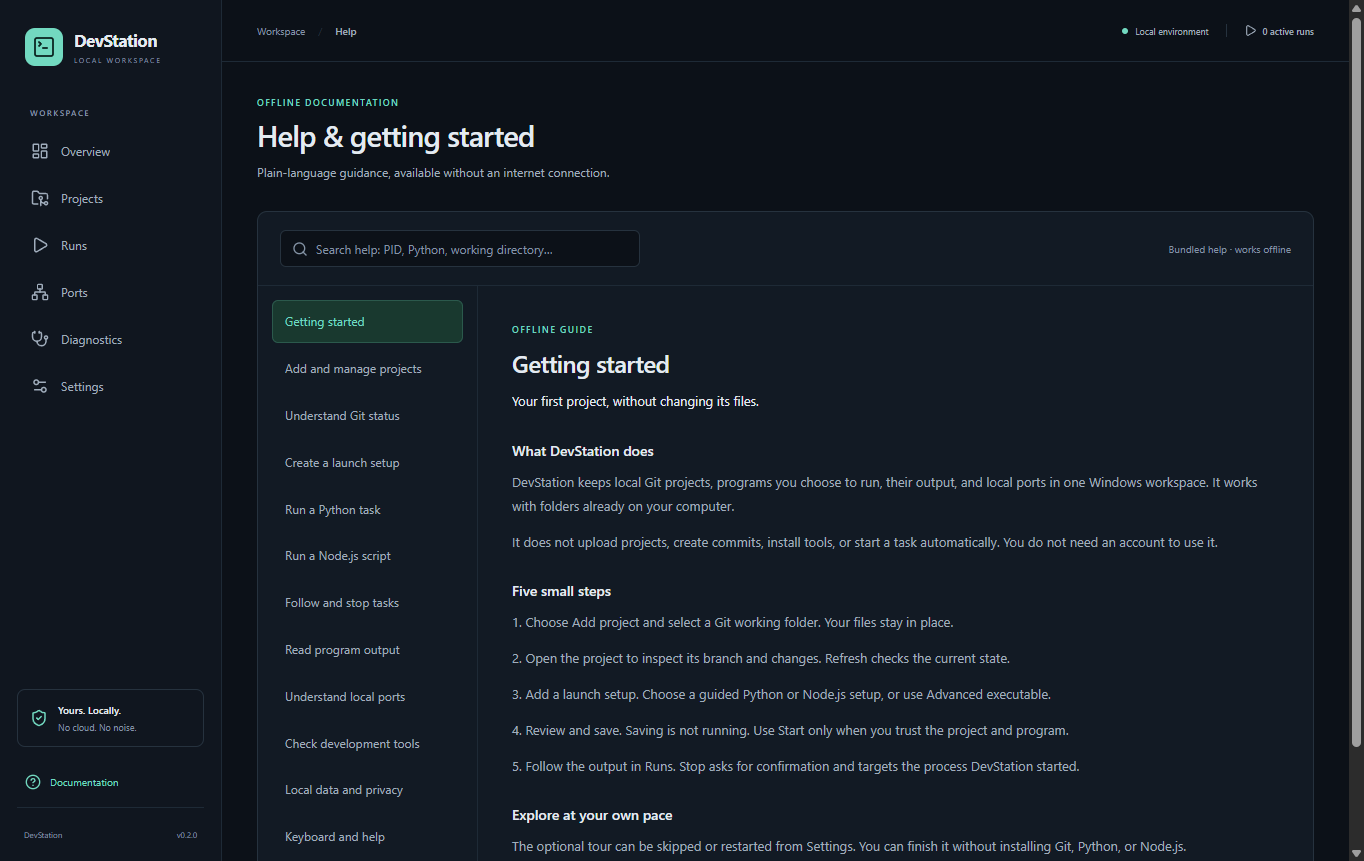 DevStation
LOCAL WORKSPACE
WORKSPACE
Overview
Projects
Runs
Ports
Diagnostics
Settings
Yours. Locally.
No cloud. No noise.
Documentation
DevStation v0.2.0
Workspace / Help
Local environment
0 active runs
OFFLINE DOCUMENTATION
Help & getting started
Plain-language guidance, available without an internet connection.
Search help: PID, Python, working directory...
Bundled help · works offline
Getting started
Add and manage projects
Understand Git status
Create a launch setup
Run a Python task
Run a Node.js script
Follow and stop tasks
Read program output
Understand local ports
Check development tools
Local data and privacy
Keyboard and help
OFFLINE GUIDE
Getting started
Your first project, without changing its files.
What DevStation does
DevStation keeps local Git projects, programs you choose to run, their output, and local ports in one Windows workspace. It works
with folders already on your computer.
It does not upload projects, create commits, install tools, or start a task automatically. You do not need an account to use it.
Five small steps
1. Choose Add project and select a Git working folder. Your files stay in place.
2. Open the project to inspect its branch and changes. Refresh checks the current state.
3. Add a launch setup. Choose a guided Python or Node.js setup, or use Advanced executable.
4. Review and save. Saving is not running. Use Start only when you trust the project and program.
5. Follow the output in Runs. Stop asks for confirmation and targets the process DevStation started.
Explore at your own pace
The optional tour can be skipped or restarted from Settings. You can finish it without installing Git, Python, or Node.js.